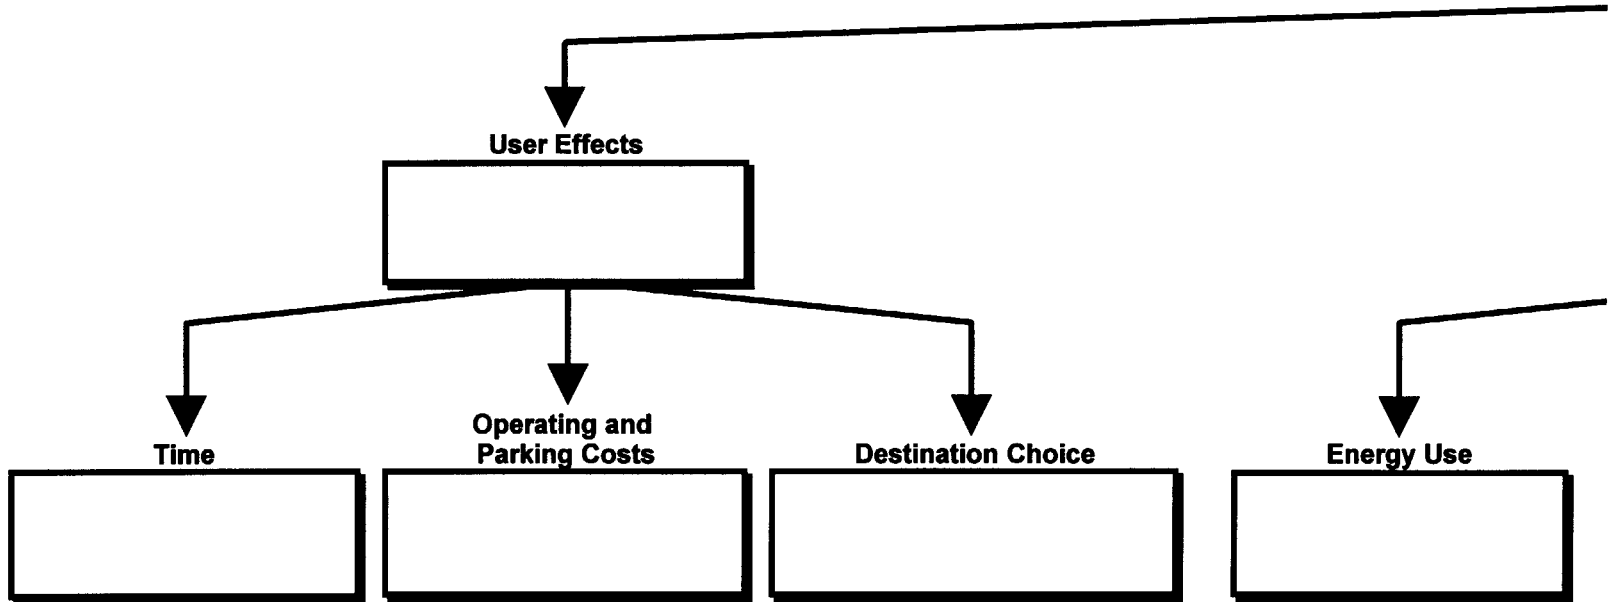 User Effects
Operating and
Time
Parking Costs
Destination Choice
Energy Use